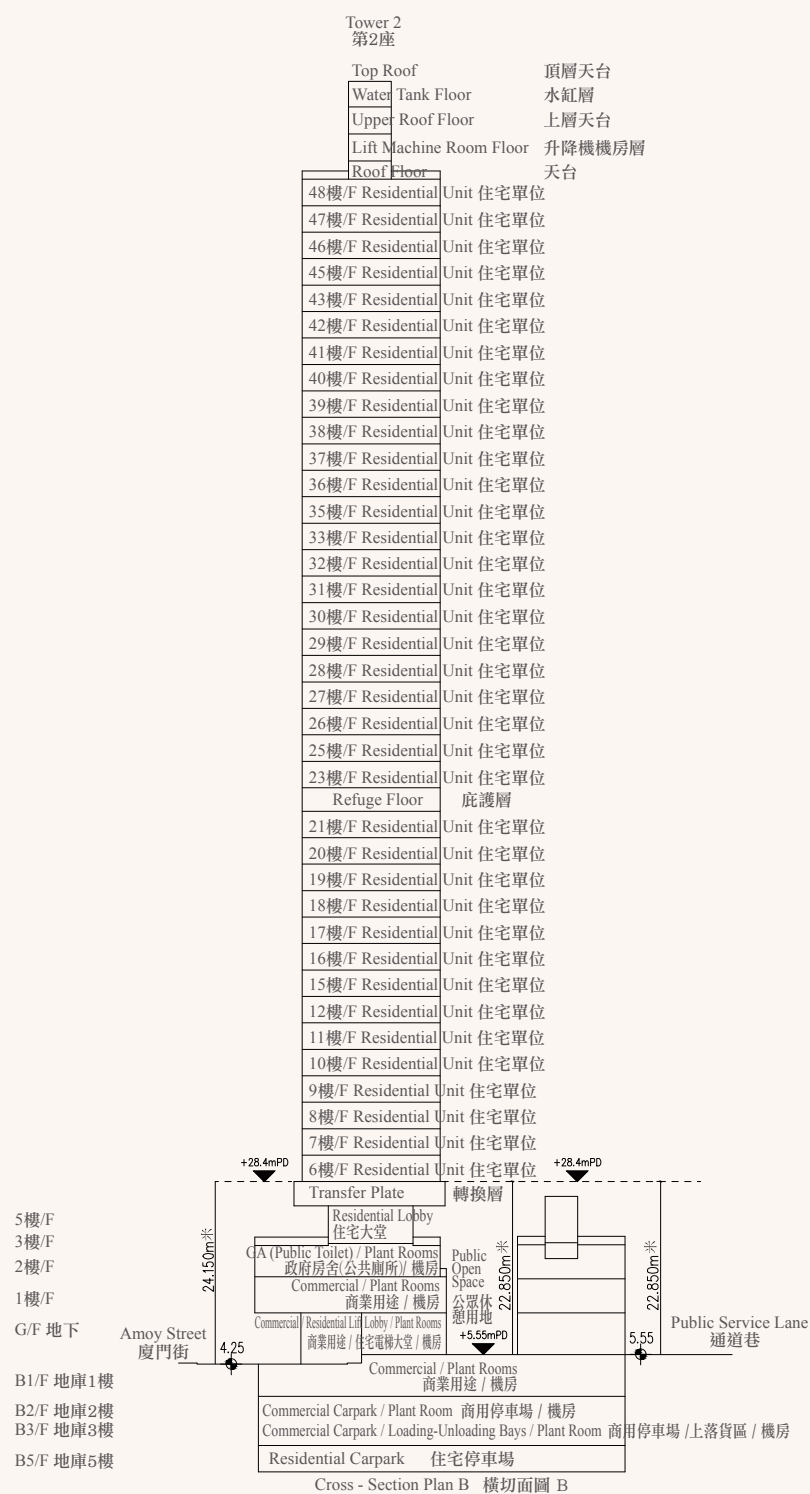 Tower 2
第2座
Top Roof 頂層天台
Water Tank Floor 水缸層
Upper Roof Floor 上層天台
Lift Machine Room Floor 升降機機房層
Roof Floor 天台
48樓/F Residential Unit 住宅單位
47樓/F Residential Unit 住宅單位
46樓/F Residential Unit 住宅單位
45樓/F Residential Unit 住宅單位
43樓/F Residential Unit 住宅單位
42樓/F Residential Unit 住宅單位
41樓/F Residential Unit 住宅單位
40樓/F Residential Unit 住宅單位
39樓/F Residential Unit 住宅單位
38樓/F Residential Unit 住宅單位
37樓/F Residential Unit 住宅單位
36樓/F Residential Unit 住宅單位
35樓/F Residential Unit 住宅單位
33樓/F Residential Unit 住宅單位
32樓/F Residential Unit 住宅單位
31樓/F Residential Unit 住宅單位
30樓/F Residential Unit 住宅單位
29樓/F Residential Unit 住宅單位
28樓/F Residential Unit 住宅單位
27樓/F Residential Unit 住宅單位
26樓/F Residential Unit 住宅單位
25樓/F Residential Unit 住宅單位
23樓/F Residential Unit 住宅單位
Refuge Floor 庇護層
21樓/F Residential Unit 住宅單位
20樓/F Residential Unit 住宅單位
19樓/F Residential Unit 住宅單位
18樓/F Residential Unit 住宅單位
17樓/F Residential Unit 住宅單位
16樓/F Residential Unit 住宅單位
15樓/F Residential Unit 住宅單位
12樓/F Residential Unit 住宅單位
11樓/F Residential Unit 住宅單位
10樓/F Residential Unit 住宅單位
9樓/F Residential Unit 住宅單位
8樓/F Residential Unit 住宅單位
7樓/F Residential Unit 住宅單位
6樓/F Residential Unit 住宅單位
+28.4mPD
+28.4mPD
Transfer Plate 轉換層
24.150m米
22.850m米
22.850m米
5樓/F
Residential Lobby
住宅大堂
3樓/F
2樓/F
GA (Public Toilet) / Plant Rooms
政府房舍(公共廁所)/ 機房
Public
Open
Space
公眾休
憩用地
+5.55mPD
1樓/F
Commercial / Plant Rooms
商業用途 / 機房
G/F 地下
Commercial / Residential Lift Lobby / Plant Rooms
商業用途 / 住宅電梯大堂 / 機房
Amoy Street
廈門街
4.25
5.55
Public Service Lane
通道巷
B1/F 地庫1樓
Commercial / Plant Rooms
商業用途 / 機房
B2/F 地庫2樓
Commercial Carpark / Plant Room 商用停車場 / 機房
B3/F 地庫3樓
Commercial Carpark / Loading-Unloading Bays / Plant Room 商用停車場 /上落貨區 / 機房
B5/F 地庫5樓
Residential Carpark 住宅停車場
Cross - Section Plan B 橫切面圖 B